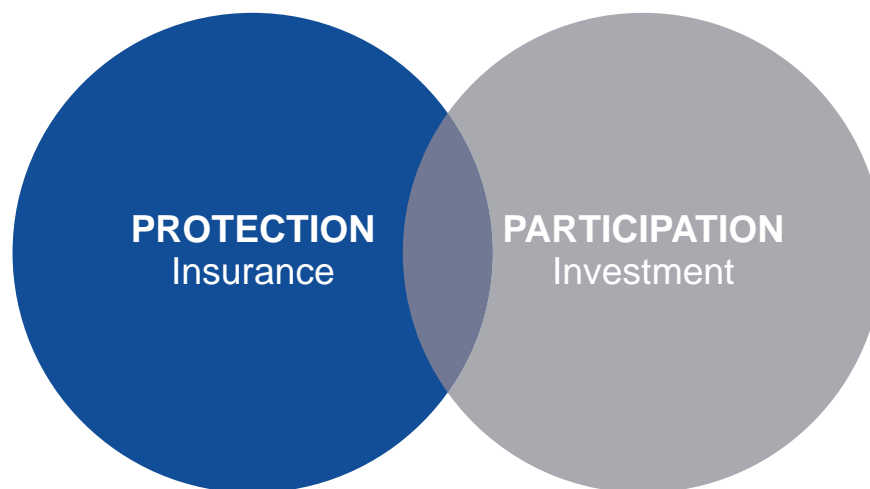 PROTECTION
Insurance
PARTICIPATION
Investment